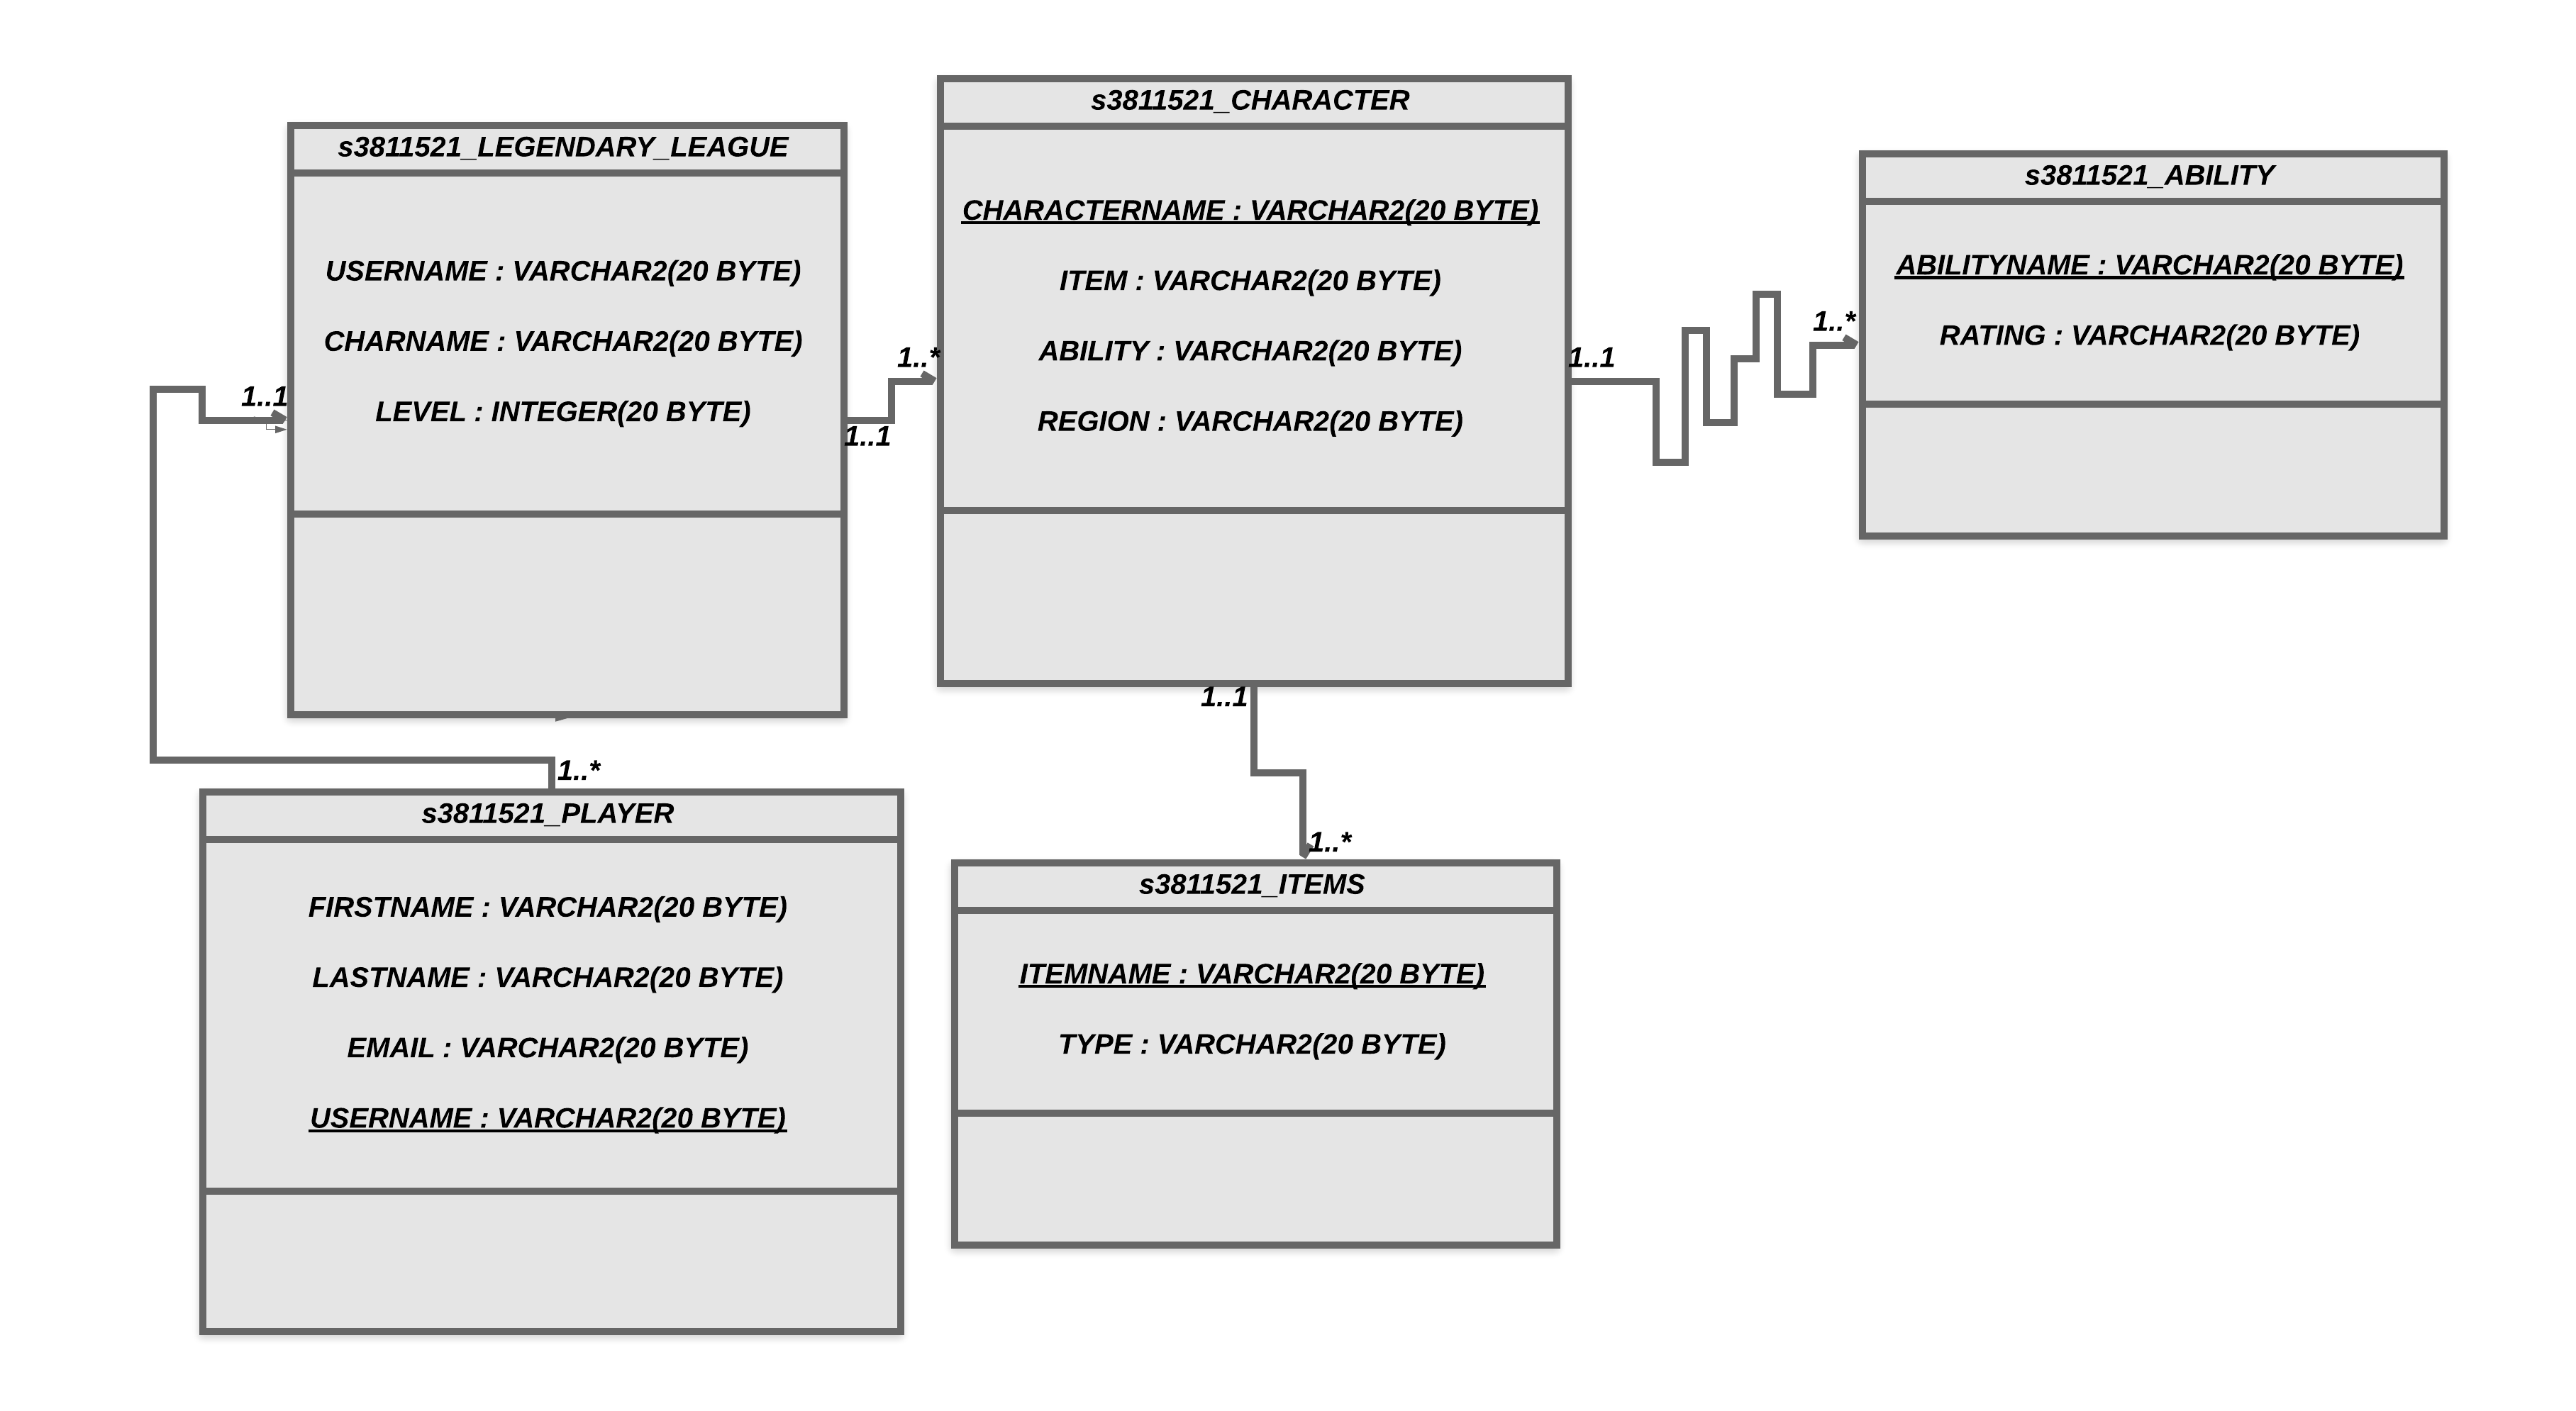 s3811521_LEGENDARY_LEAGUE
USERNAME : VARCHAR2(20 BYTE)
CHARNAME : VARCHAR2(20 BYTE)
LEVEL : INTEGER(20 BYTE)
1..1
1..1
s3811521_CHARACTER
CHARACTERNAME : VARCHAR2(20 BYTE)
ITEM : VARCHAR2(20 BYTE)
ABILITY : VARCHAR2(20 BYTE)
REGION : VARCHAR2(20 BYTE)
1..*
1..1
1..1
s3811521_ABILITY
ABILITYNAME : VARCHAR2(20 BYTE)
RATING : VARCHAR2(20 BYTE)
1..*
1..*
s3811521_PLAYER
FIRSTNAME : VARCHAR2(20 BYTE)
LASTNAME : VARCHAR2(20 BYTE)
EMAIL : VARCHAR2(20 BYTE)
USERNAME : VARCHAR2(20 BYTE)
1..*
s3811521_ITEMS
ITEMNAME : VARCHAR2(20 BYTE)
TYPE : VARCHAR2(20 BYTE)